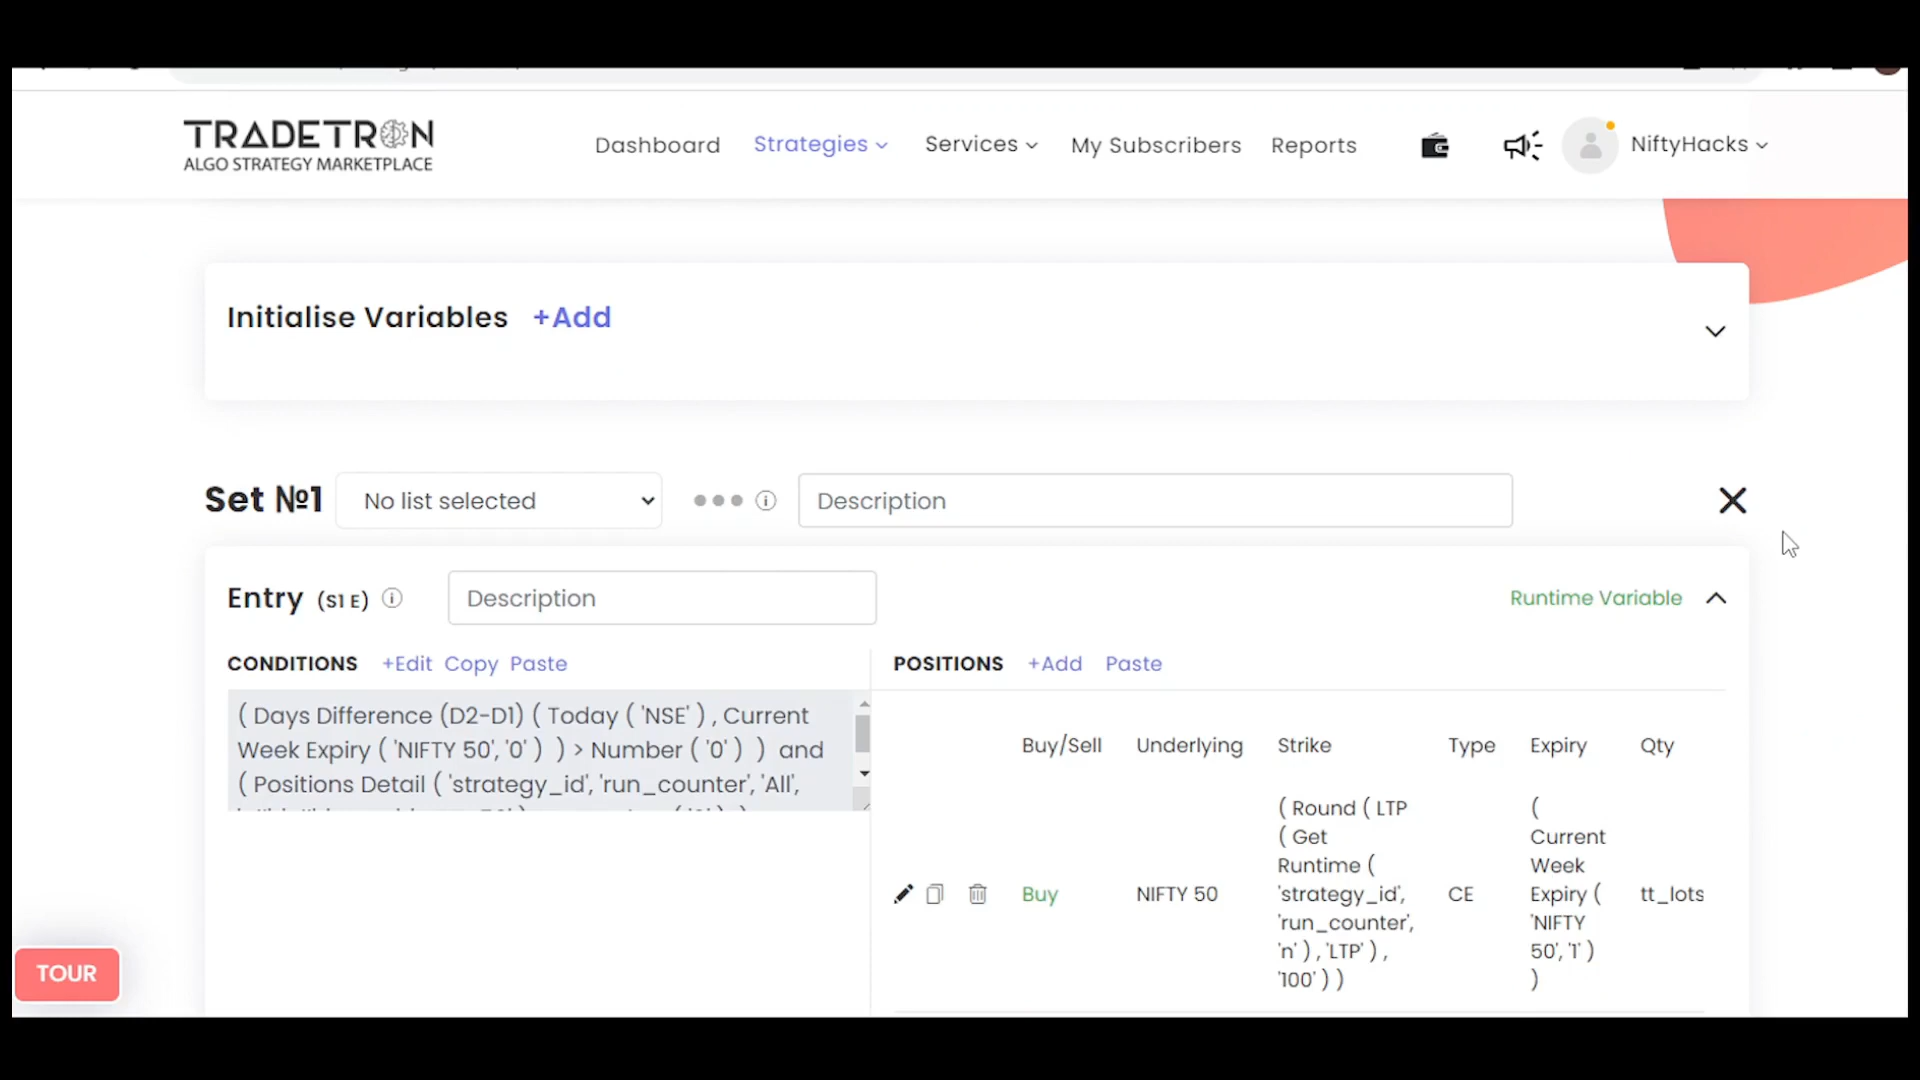 TRADETRON
ALGO STRATEGY MARKETPLACE
Dashboard Strategies Services My Subscribers Reports NiftyHacks
Initialise Variables +Add
Set №1 No list selected Description
Entry (S1 E) Description Runtime Variable
CONDITIONS +Edit Copy Paste
( Days Difference (D2-D1) ( Today ( 'NSE' ) , Current
Week Expiry ( 'NIFTY 50', '0' ) ) > Number ( '0' ) ) and
( Positions Detail ( 'strategy_id', 'run_counter', 'All',
POSITIONS +Add Paste
Buy/Sell Underlying Strike Type Expiry Qty
Buy NIFTY 50
( Round ( LTP
( Get
Runtime (
'strategy_id',
'run_counter',
'n' ) , 'LTP' ) ,
'100' ) )
CE
(
Current
Week
Expiry (
'NIFTY
50', '1' )
)
tt_lots
TOUR